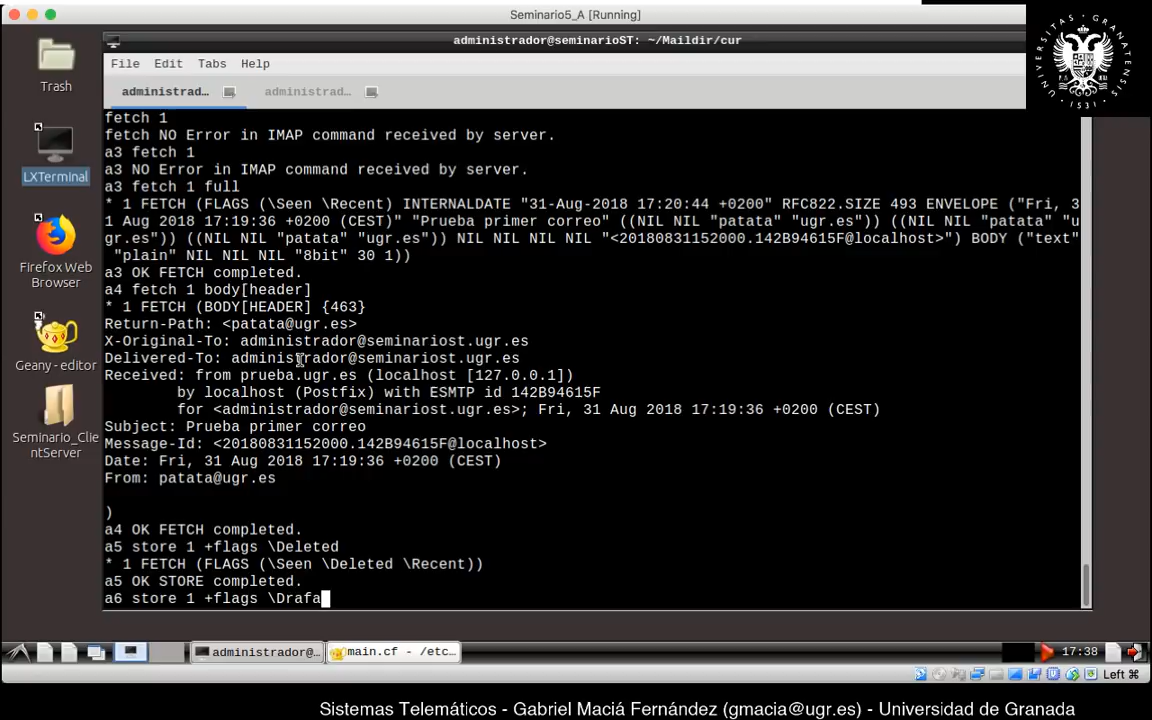 Seminario5_A [Running]
administrador@seminarioST: ~/Maildir/cur
File Edit Tabs Help
administrad... administrad...
fetch 1
fetch NO Error in IMAP command received by server.
a3 fetch 1
a3 NO Error in IMAP command received by server.
a3 fetch 1 full
* 1 FETCH (FLAGS (\Seen \Recent) INTERNALDATE "31-Aug-2018 17:20:44 +0200" RFC822.SIZE 493 ENVELOPE ("Fri, 3
1 Aug 2018 17:19:36 +0200 (CEST)" "Prueba primer correo" ((NIL NIL "patata" "ugr.es")) ((NIL NIL "patata" "u
gr.es")) ((NIL NIL "patata" "ugr.es")) NIL NIL NIL NIL "<20180831152000.142B94615F@localhost>") BODY ("text"
"plain" NIL NIL NIL "8bit" 30 1))
a3 OK FETCH completed.
a4 fetch 1 body[header]
* 1 FETCH (BODY[HEADER] {463}
Return-Path: <patata@ugr.es>
X-Original-To: administrador@seminariost.ugr.es
Delivered-To: administrador@seminariost.ugr.es
Received: from prueba.ugr.es (localhost [127.0.0.1])
by localhost (Postfix) with ESMTP id 142B94615F
for <administrador@seminariost.ugr.es>; Fri, 31 Aug 2018 17:19:36 +0200 (CEST)
Subject: Prueba primer correo
Message-Id: <20180831152000.142B94615F@localhost>
Date: Fri, 31 Aug 2018 17:19:36 +0200 (CEST)
From: patata@ugr.es
)
a4 OK FETCH completed.
a5 store 1 +flags \Deleted
* 1 FETCH (FLAGS (\Seen \Deleted \Recent))
a5 OK STORE completed.
a6 store 1 +flags \Drafa
Trash
LXTerminal
Firefox Web
Browser
Geany - editor
Seminario_Clie
ntServer
UNIVERSITAS GRANATENSIS
1531
administrador@... main.cf - /etc... 17:38
Left ⌘
Sistemas Telemáticos - Gabriel Maciá Fernández (gmacia@ugr.es) - Universidad de Granada